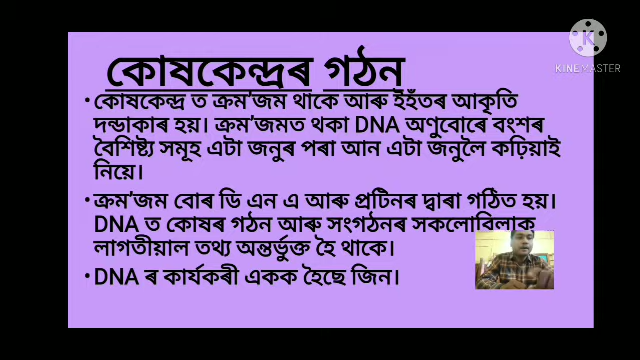 KINEMASTER
কোষকেন্দ্ৰৰ গঠন
•কোষকেন্দ্ৰ ত ক্ৰম'জম থাকে আৰু ইহঁতৰ আকৃতি
দন্ডাকাৰ হয়। ক্ৰম'জমত থকা DNA অণুবোৰে বংশৰ
বৈশিষ্ট্য সমূহ এটা জনুৰ পৰা আন এটা জনুলৈ কঢ়িয়াই
নিয়ে।
•ক্ৰম'জম বোৰ ডি এন এ আৰু প্ৰটিনৰ দ্বাৰা গঠিত হয়।
DNA ত কোষৰ গঠন আৰু সংগঠনৰ সকলোবিলাক
লাগতীয়াল তথ্য অন্তৰ্ভুক্ত হৈ থাকে।
•DNA ৰ কাৰ্যকৰী একক হৈছে জিন।